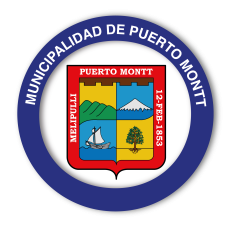 MUNICIPALIDAD DE PUERTO MONTT
PUERTO MONTT
MELIPULLI
12-FEB-1853